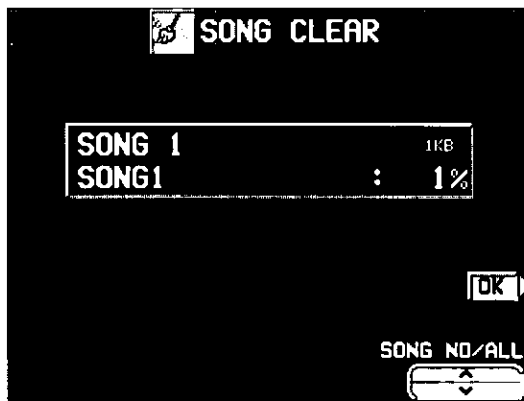 SONG CLEAR
SONG 1 1KB
SONG1 : 1%
OK
SONG NO/ALL